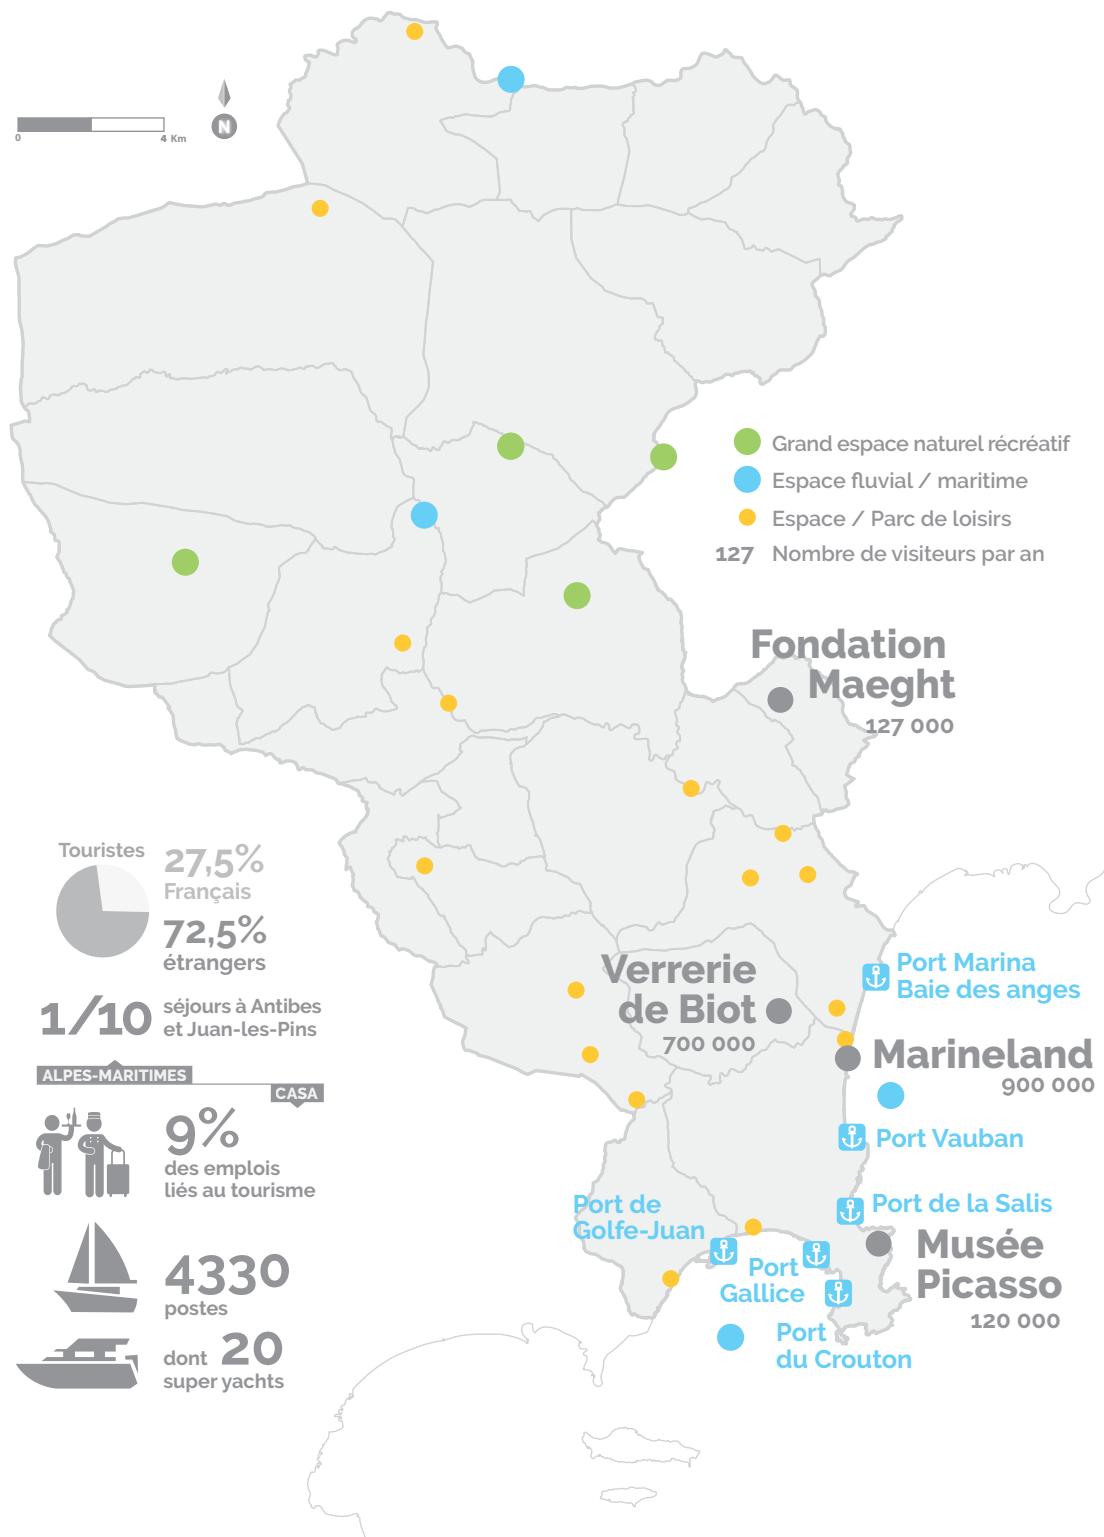 N
0
4 Km
Grand espace naturel récréatif
Espace fluvial / maritime
Espace / Parc de loisirs
127 Nombre de visiteurs par an
Fondation
Maeght
127 000
Touristes
27,5%
Français
72,5%
étrangers
1/10 séjours à Antibes
et Juan-les-Pins
ALPES-MARITIMES
CASA
9%
des emplois
liés au tourisme
4330
postes
dont 20
super yachts
Verrerie
de Biot
700 000
Port Marina
Baie des anges
Marineland
900 000
Port Vauban
Port de la Salis
Port de
Golfe-Juan
Port
Gallice
Musée
Picasso
120 000
Port
du Crouton